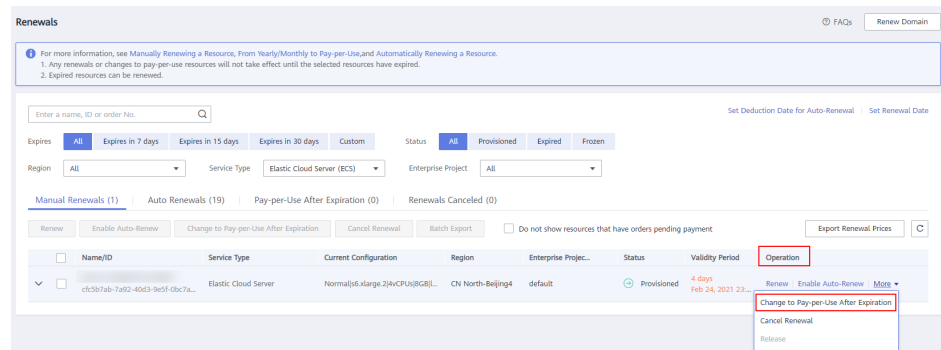 Renewals
FAQs
Renew Domain
For more information, see Manually Renewing a Resource, From Yearly/Monthly to Pay-per-Use,and Automatically Renewing a Resource.
1. Any renewals or changes to pay-per-use resources will not take effect until the selected resources have expired.
2. Expired resources can be renewed.
Enter a name, ID or order No.
Set Deduction Date for Auto-Renewal
Set Renewal Date
Expires All Expires in 7 days Expires in 15 days Expires in 30 days Custom Status All Provisioned Expired Frozen
Region All Service Type Elastic Cloud Server (ECS) Enterprise Project All
Manual Renewals (1) Auto Renewals (19) Pay-per-Use After Expiration (0) Renewals Canceled (0)
Renew Enable Auto-Renew Change to Pay-per-Use After Expiration Cancel Renewal Batch Export Do not show resources that have orders pending payment Export Renewal Prices
Name/ID Service Type Current Configuration Region Enterprise Projec... Status Validity Period Operation
cfc5b7ab-7a92-40d3-9e5f-0bc7a... Elastic Cloud Server Normal|s6.xlarge.2|4vCPUs|8GB|l... CN North-Beijing4 default Provisioned 4 days
Feb 24, 2021 23:... Renew Enable Auto-Renew More
Change to Pay-per-Use After Expiration
Cancel Renewal
Release